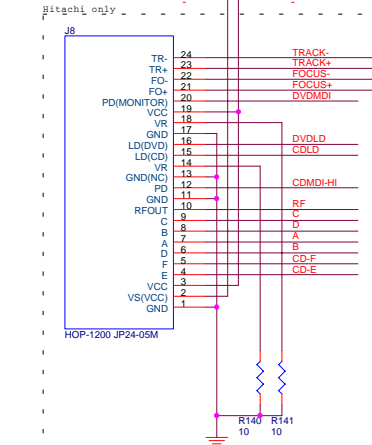 Hitachi only
J8
TR- 24 TRACK-
TR+ 23 TRACK+
FO- 22 FOCUS-
FO+ 21 FOCUS+
PD(MONITOR) 20 DVDMDI
VCC 19
VR 18
GND 17
LD(DVD) 16 DVDLD
LD(CD) 15 CDLD
VR 14
GND(NC) 13
PD 12 CDMDI-HI
GND 11
RFOUT 10 RF
C 9 C
B 8 D
A 7 A
D 6 B
F 5 CD-F
E 4 CD-E
VCC 3
VS(VCC) 2
GND 1
HOP-1200 JP24-05M
R140 R141
10 10